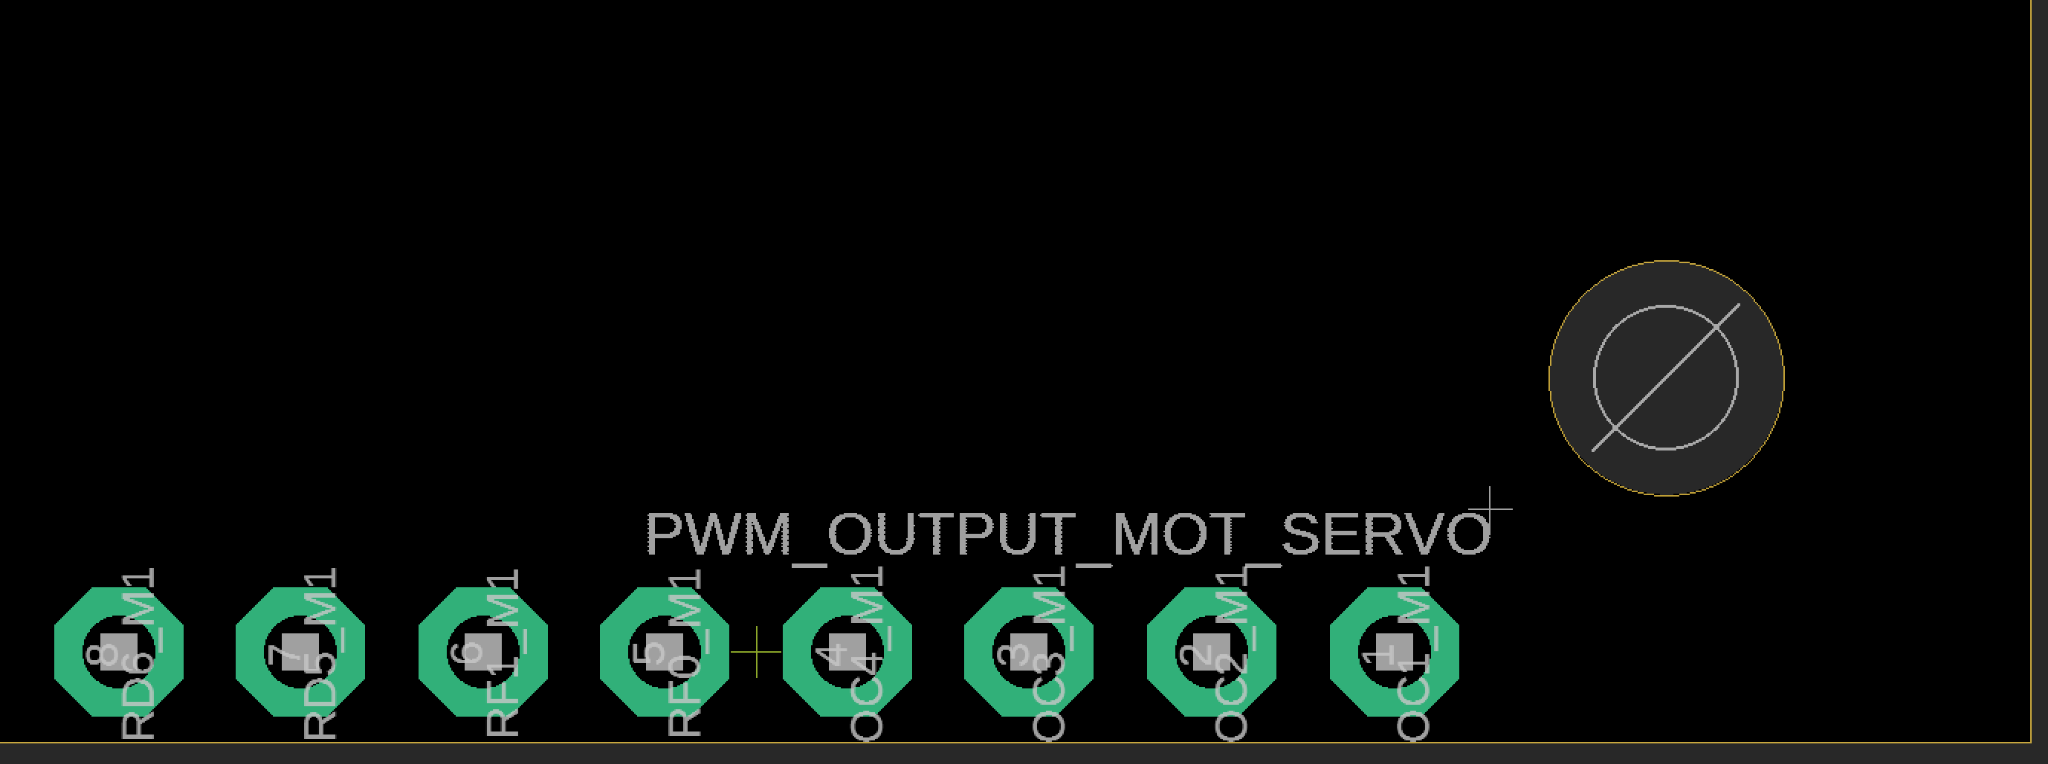 PWM_OUTPUT_MOT_SERVO
8 7 6 5 4 3 2 1
RD6_M1 RD5_M1 RF1_M1 RF0_M1 OC4_M1 OC3_M1 OC2_M1 OC1_M1